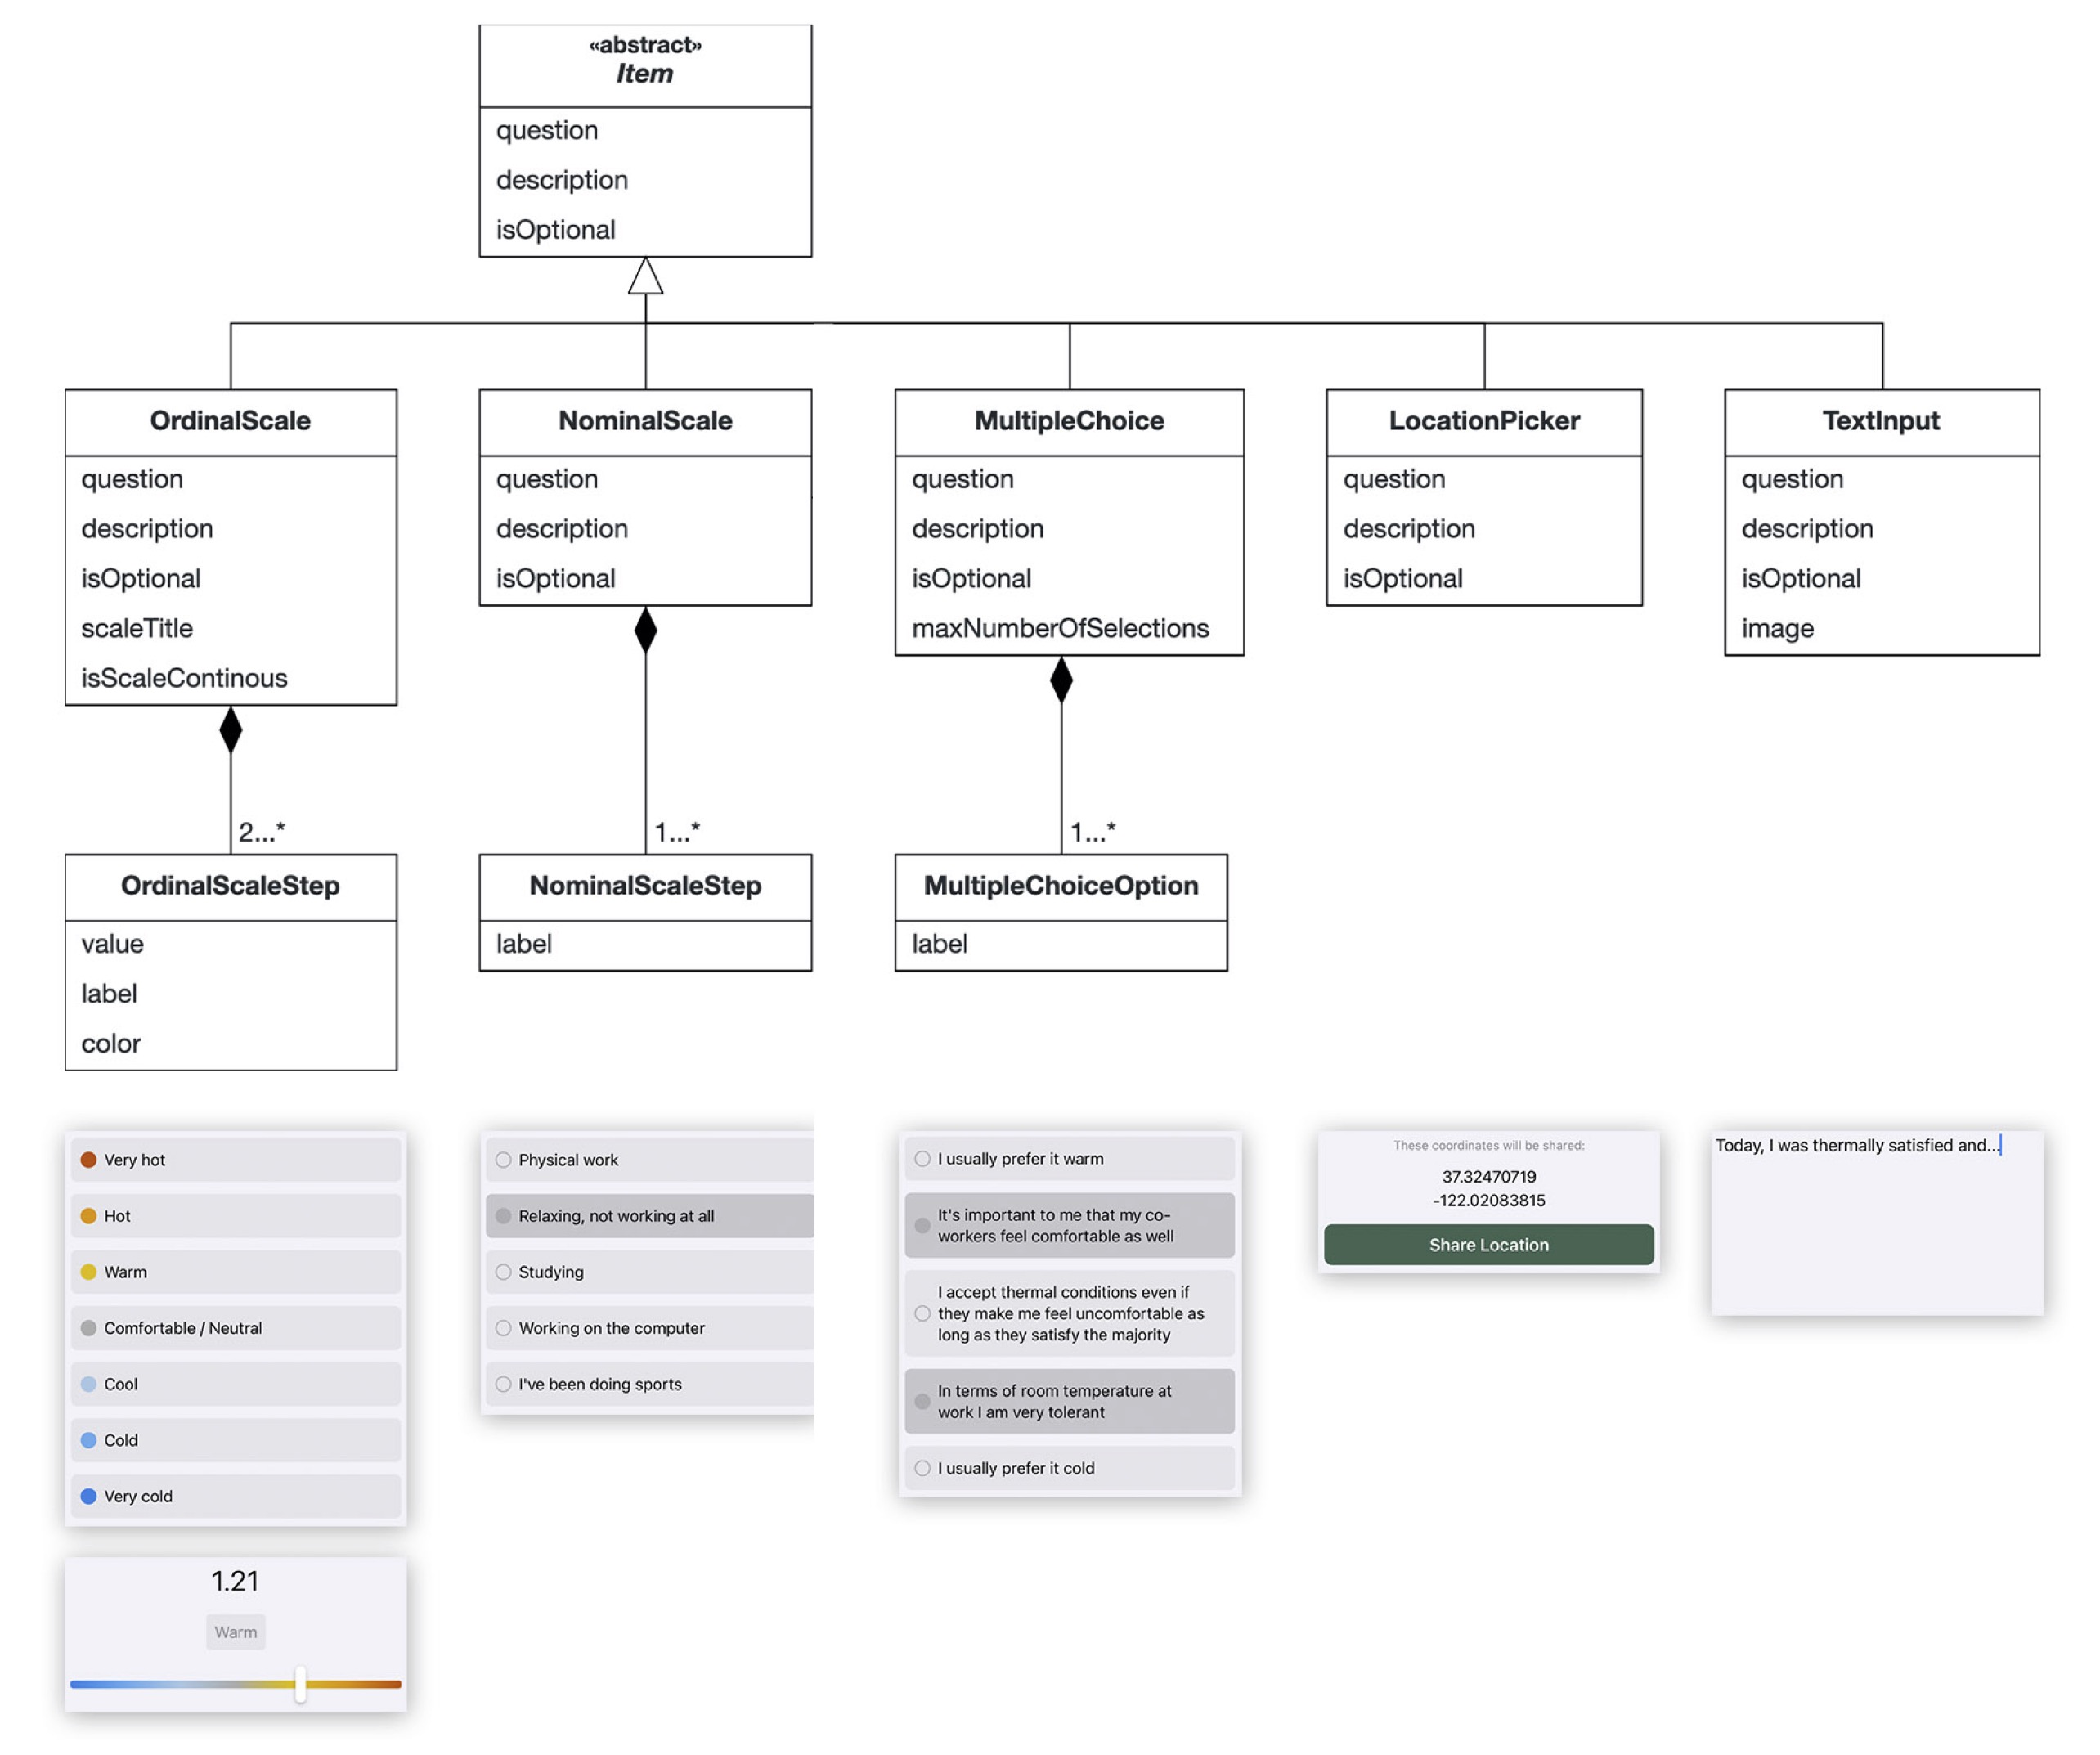 «abstract»
Item
question
description
isOptional
OrdinalScale
question
description
isOptional
scaleTitle
isScaleContinous
NominalScale
question
description
isOptional
MultipleChoice
question
description
isOptional
maxNumberOfSelections
LocationPicker
question
description
isOptional
TextInput
question
description
isOptional
image
2...*
1...*
1...*
OrdinalScaleStep
value
label
color
NominalScaleStep
label
MultipleChoiceOption
label
Very hot
Hot
Warm
Comfortable / Neutral
Cool
Cold
Very cold
1.21
Warm
Physical work
Relaxing, not working at all
Studying
Working on the computer
I've been doing sports
I usually prefer it warm
It's important to me that my co-
workers feel comfortable as well
I accept thermal conditions even if
they make me feel uncomfortable as
long as they satisfy the majority
In terms of room temperature at
work I am very tolerant
I usually prefer it cold
These coordinates will be shared:
37.32470719
-122.02083815
Share Location
Today, I was thermally satisfied and...